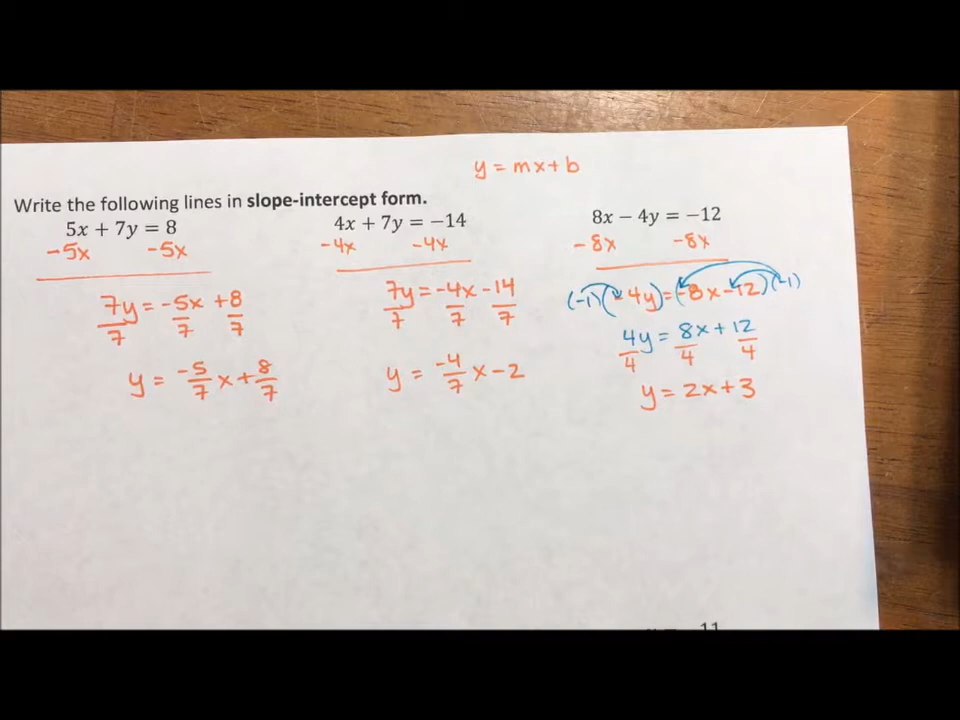 y = mx + b
Write the following lines in slope-intercept form.
5x + 7y = 8
-5x -5x
7y = -5x + 8
7 7 7
y = -5/7 x + 8/7
4x + 7y = −14
-4x -4x
7y = -4x - 14
7 7 7
y = -4/7 x - 2
8x − 4y = −12
-8x -8x
(-1)(-4y) = (-8x - 12)(-1)
4y = 8x + 12
4 4 4
y = 2x + 3
11